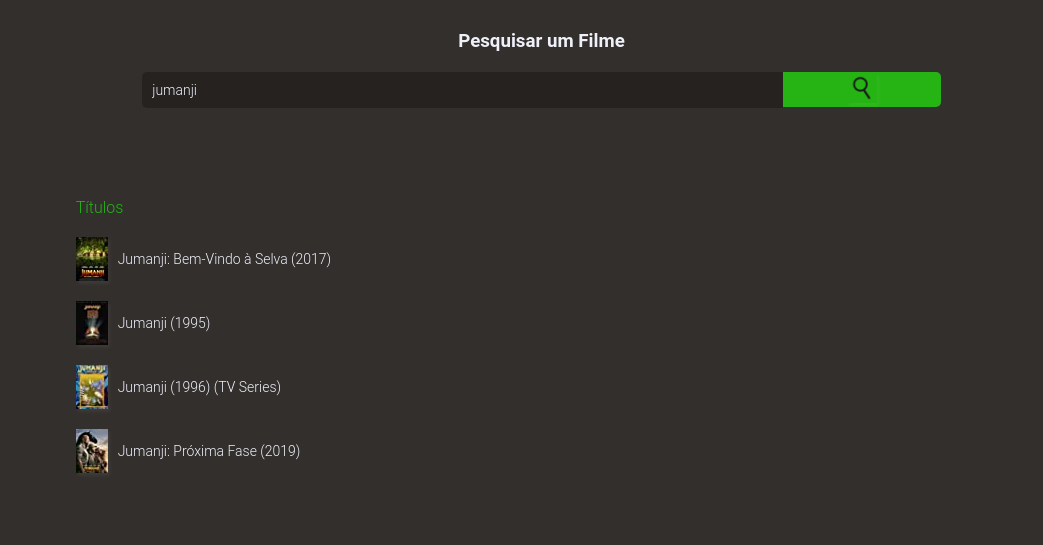 Pesquisar um Filme
jumanji
Títulos
Jumanji: Bem-Vindo à Selva (2017)
Jumanji (1995)
Jumanji (1996) (TV Series)
Jumanji: Próxima Fase (2019)